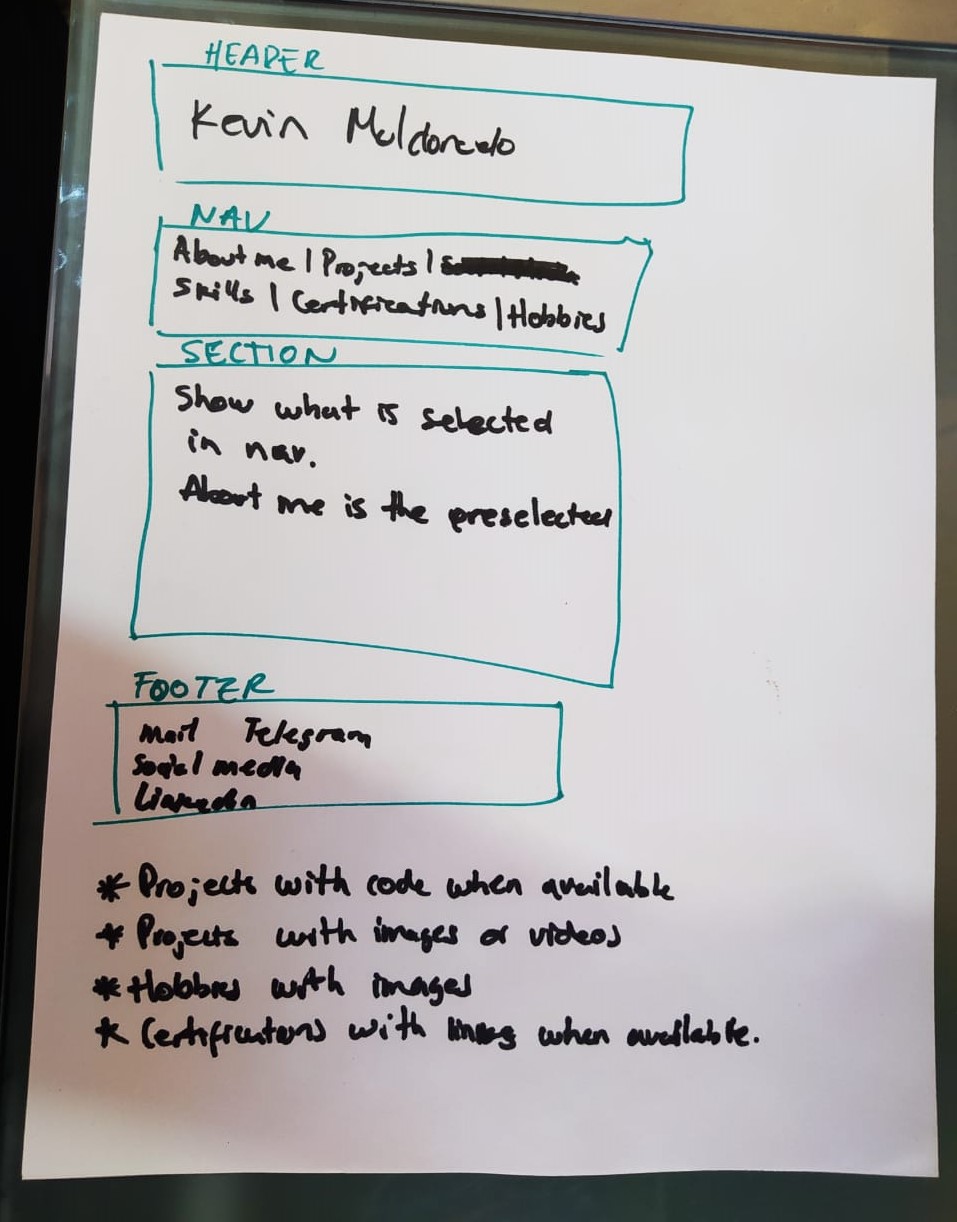 HEADER
Kevin Maldonado
NAV
About me | Projects |
Skills | Certifications | Hobbies
SECTION
Show what is selected
in nav.
About me is the preselected
FOOTER
Mail Telegram
Social media
LinkedIn
* Projects with code when available
* Projects with images or videos
* Hobbies with images
* Certifications with links when available.